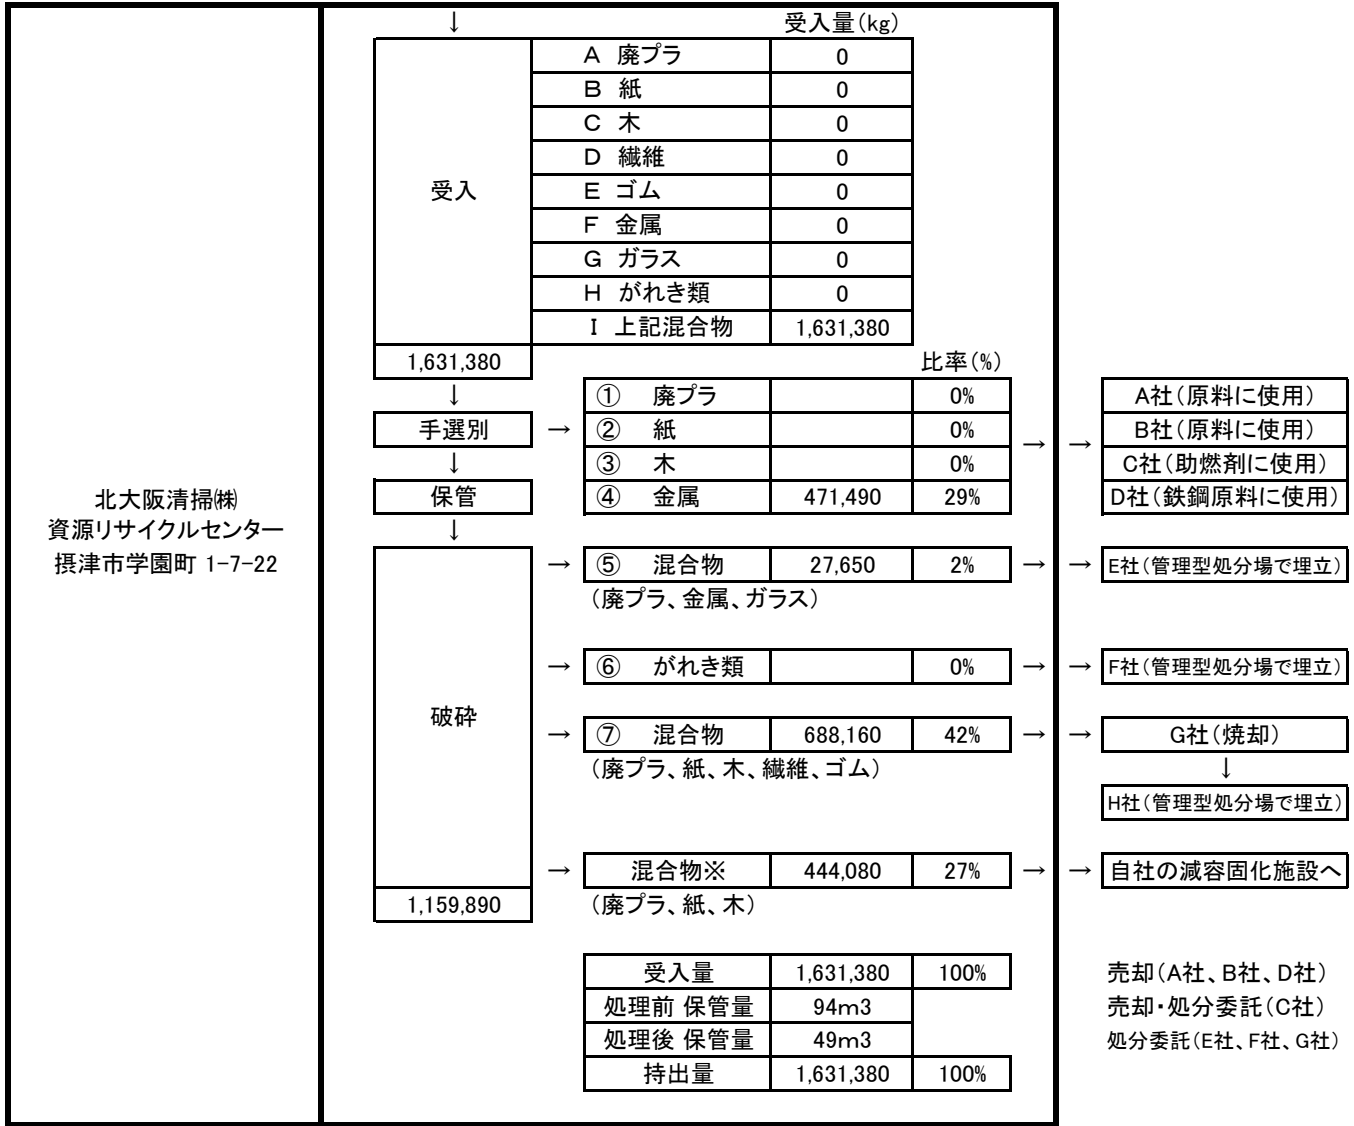 ↓ 受入量(kg)
受入
A 廃プラ 0
B 紙 0
C 木 0
D 繊維 0
E ゴム 0
F 金属 0
G ガラス 0
H がれき類 0
I 上記混合物 1,631,380
1,631,380 比率(%)
↓ ① 廃プラ 0% A社(原料に使用)
手選別 → ② 紙 0% → → B社(原料に使用)
↓ ③ 木 0% C社(助燃剤に使用)
保管 ④ 金属 471,490 29% D社(鉄鋼原料に使用)
↓
北大阪清掃㈱
資源リサイクルセンター
摂津市学園町 1-7-22
破砕
→ ⑤ 混合物 27,650 2% → → E社(管理型処分場で埋立)
(廃プラ、金属、ガラス)
→ ⑥ がれき類 0% → → F社(管理型処分場で埋立)
→ ⑦ 混合物 688,160 42% → → G社(焼却)
(廃プラ、紙、木、繊維、ゴム) ↓
H社(管理型処分場で埋立)
→ 混合物※ 444,080 27% → → 自社の減容固化施設へ
1,159,890 (廃プラ、紙、木)
受入量 1,631,380 100% 売却(A社、B社、D社)
処理前 保管量 94m3 売却・処分委託(C社)
処理後 保管量 49m3 処分委託(E社、F社、G社)
持出量 1,631,380 100%